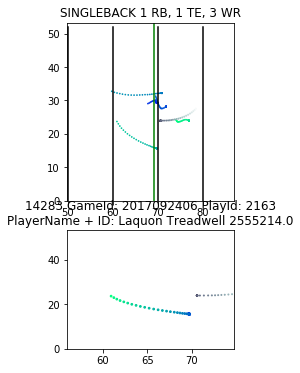 SINGLEBACK 1 RB, 1 TE, 3 WR
50
40
30
20
10
0
50 60 70 80
14283 GameId: 2017092406 PlayId: 2163
PlayerName + ID: Laquon Treadwell 2555214.0
40
20
0
60 65 70